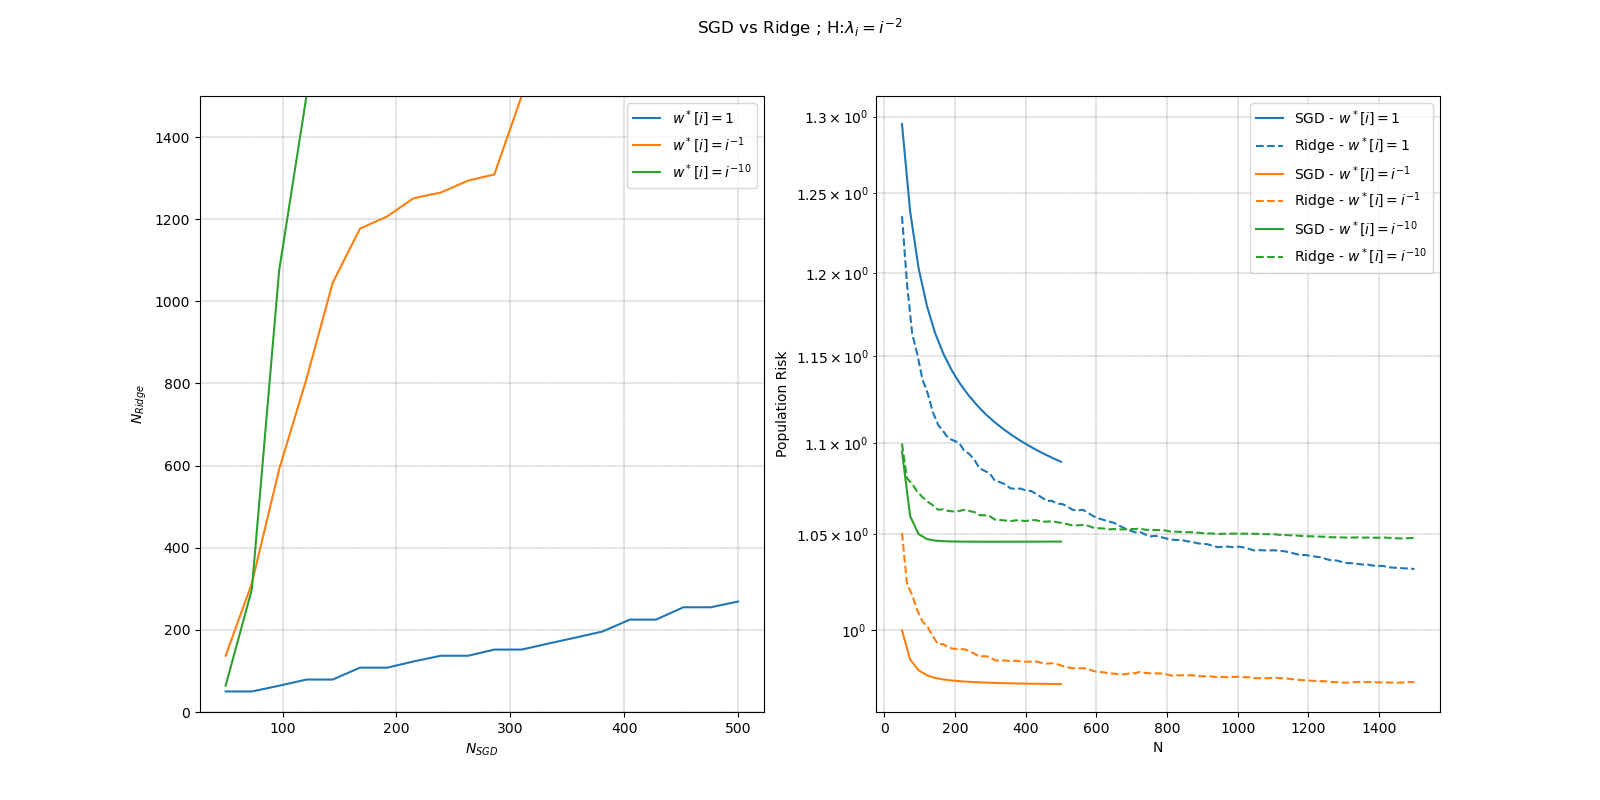 SGD vs Ridge ; H:λ_i = i^{-2}
1400
1200
1000
800
600
400
200
0
N_{Ridge}
100
200
300
400
500
N_{SGD}
w^*[i] = 1
w^*[i] = i^{-1}
w^*[i] = i^{-10}
1.3 × 10^0
1.25 × 10^0
1.2 × 10^0
1.15 × 10^0
1.1 × 10^0
1.05 × 10^0
10^0
Population Risk
0
200
400
600
800
1000
1200
1400
N
SGD - w^*[i] = 1
Ridge - w^*[i] = 1
SGD - w^*[i] = i^{-1}
Ridge - w^*[i] = i^{-1}
SGD - w^*[i] = i^{-10}
Ridge - w^*[i] = i^{-10}